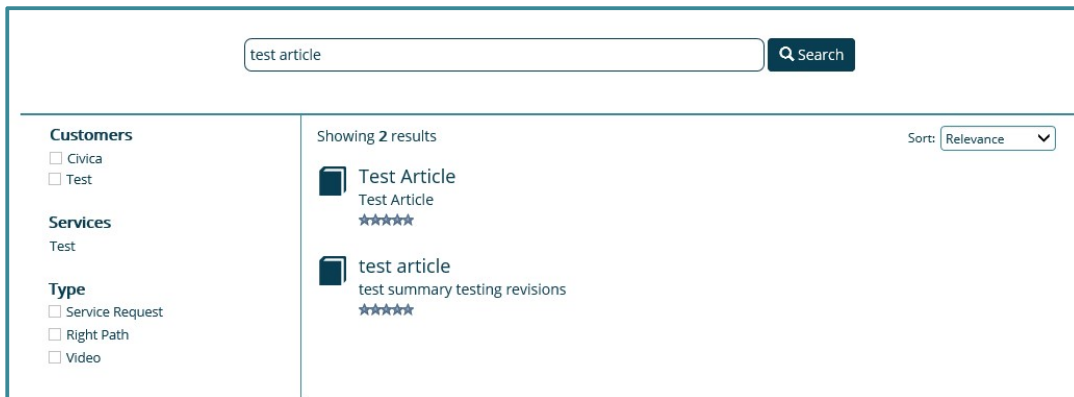 test article
Search
Customers
Civica
Test
Services
Test
Type
Service Request
Right Path
Video
Showing 2 results
Sort: Relevance
Test Article
Test Article
test article
test summary testing revisions